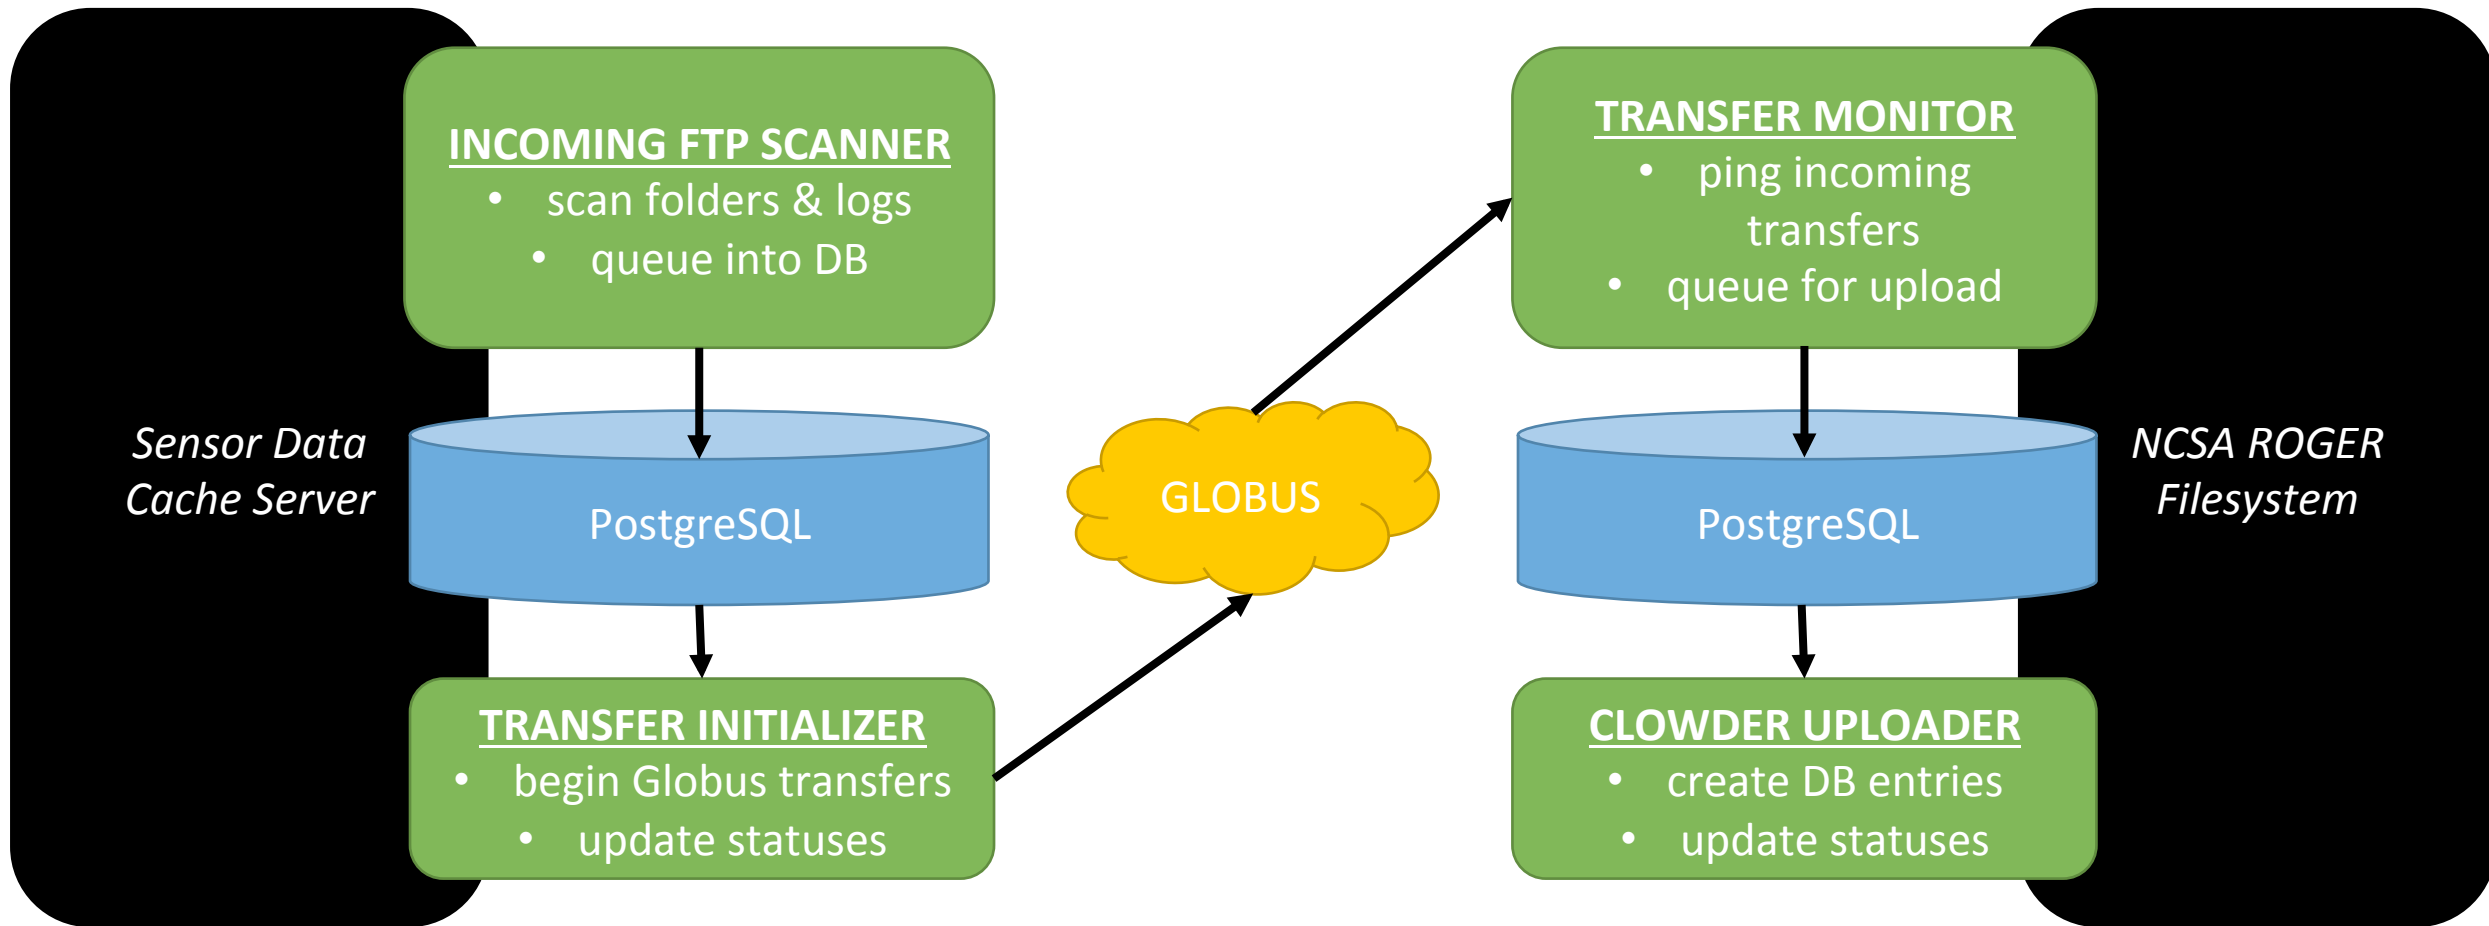 Sensor Data
Cache Server
INCOMING FTP SCANNER
• scan folders & logs
• queue into DB
PostgreSQL
TRANSFER INITIALIZER
• begin Globus transfers
• update statuses
GLOBUS
TRANSFER MONITOR
• ping incoming
transfers
• queue for upload
PostgreSQL
CLOWDER UPLOADER
• create DB entries
• update statuses
NCSA ROGER
Filesystem